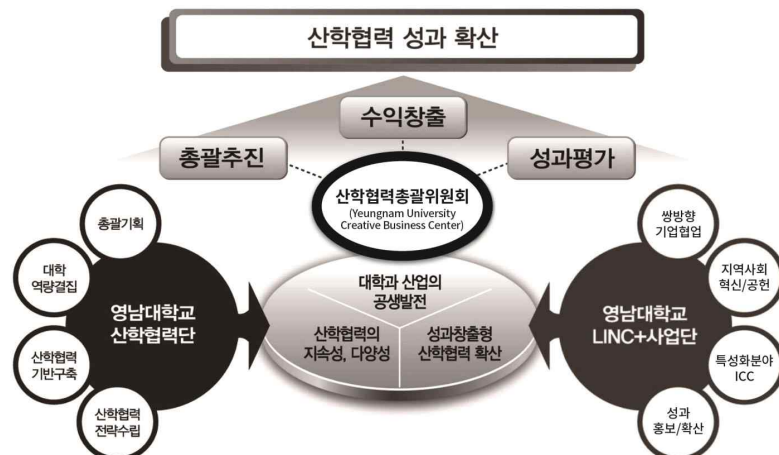 산학협력 성과 확산
수익창출
총괄추진
성과평가
산학협력총괄위원회
(Yeungnam University
Creative Business Center)
총괄기획
대학
역량결집
산학협력
기반구축
산학협력
전략수립
영남대학교
산학협력단
대학과 산업의
공생발전
산학협력의
지속성, 다양성
성과창출형
산학협력 확산
영남대학교
LINC+사업단
쌍방향
기업협업
지역사회
혁신/공헌
특성화분야
ICC
성과
홍보/확산